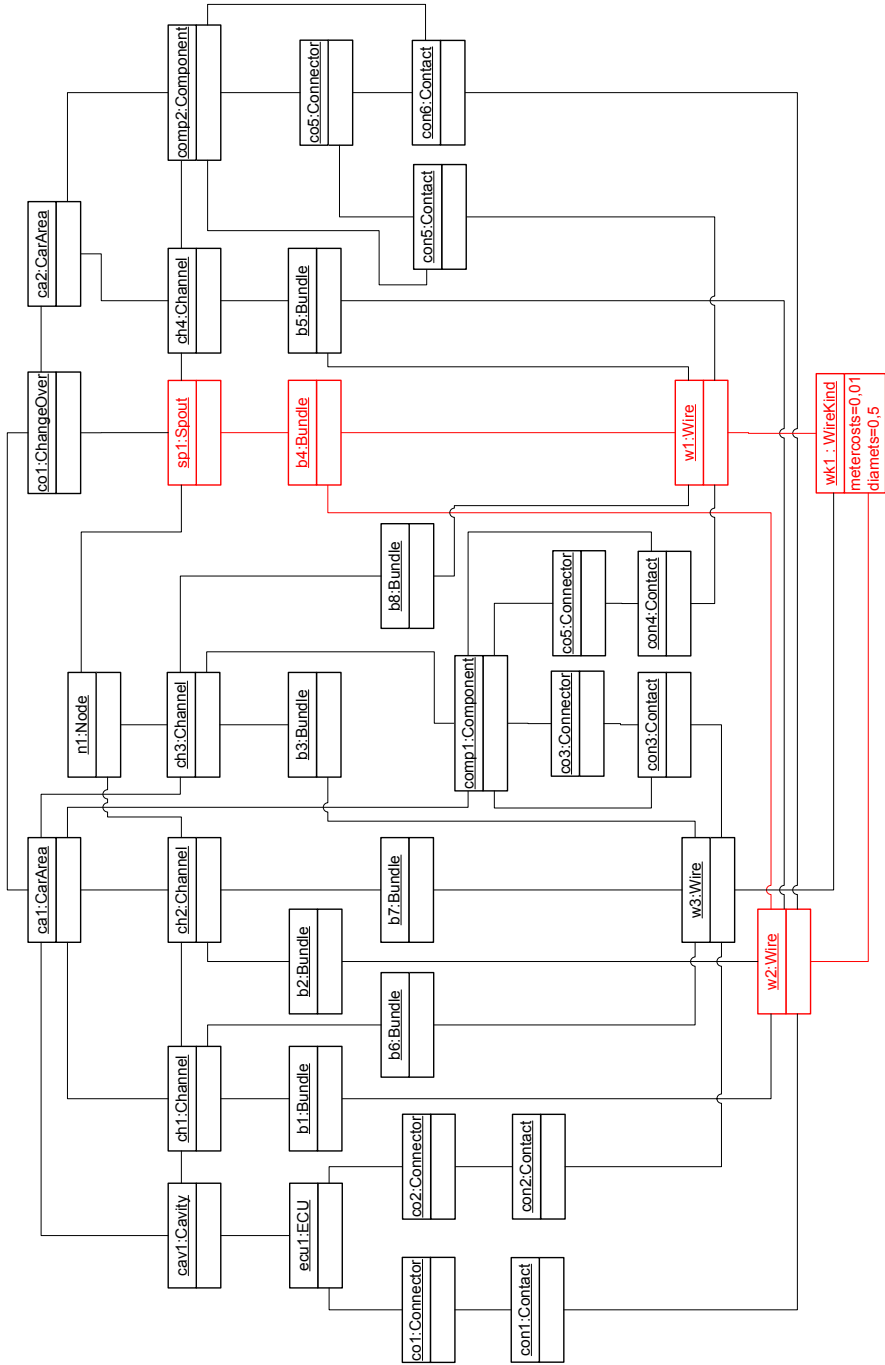 ca1:CarArea
co1:ChangeOver
ca2:CarArea
n1:Node
cav1:Cavity
ch1:Channel
ch2:Channel
ch3:Channel
sp1:Spout
ch4:Channel
comp2:Component
ecu1:ECU
b1:Bundle
b2:Bundle
b3:Bundle
b4:Bundle
b5:Bundle
co5:Connector
b6:Bundle
b7:Bundle
b8:Bundle
co1:Connector
co2:Connector
con5:Contact
con6:Contact
comp1:Component
con1:Contact
con2:Contact
co3:Connector
co5:Connector
con3:Contact
con4:Contact
w3:Wire
w1:Wire
w2:Wire
wk1 : WireKind
metercosts=0,01
diamets=0,5